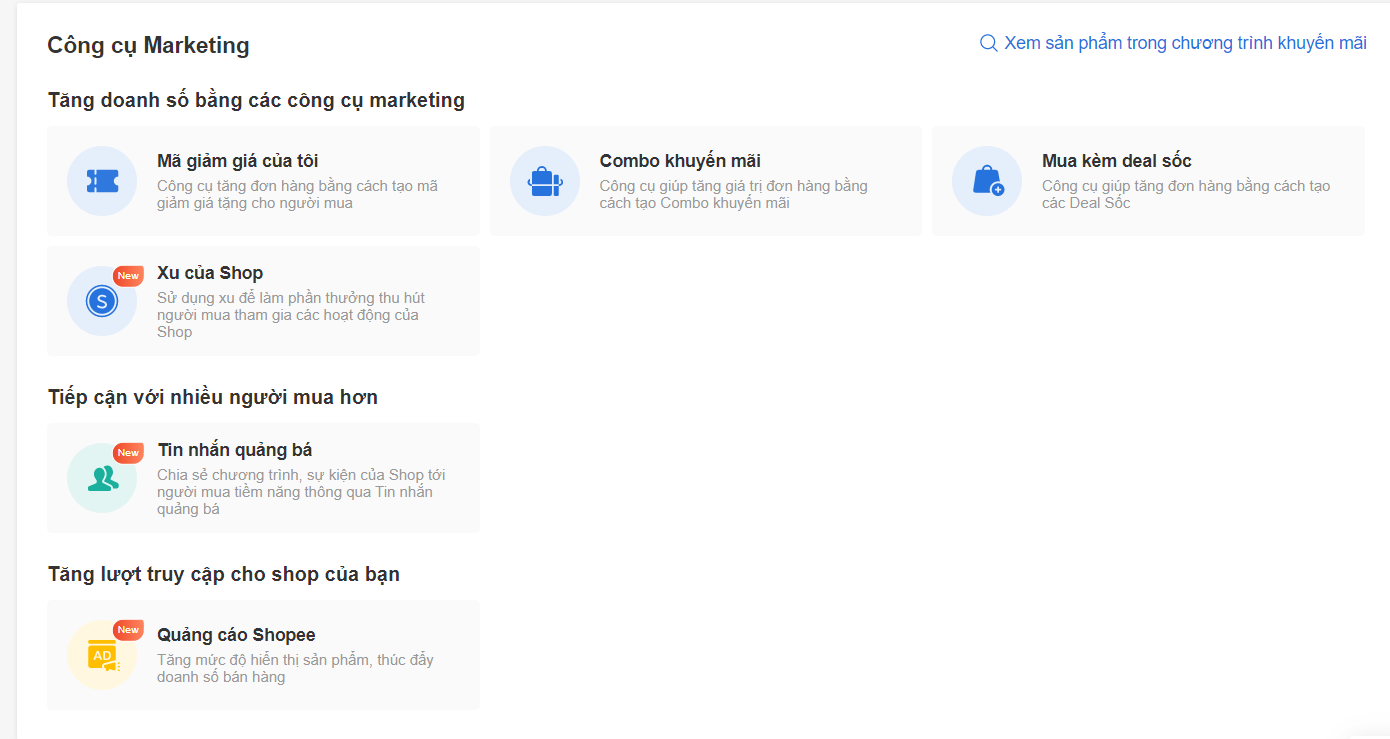 Công cụ Marketing
Xem sản phẩm trong chương trình khuyến mãi
Tăng doanh số bằng các công cụ marketing
Mã giảm giá của tôi
Công cụ tăng đơn hàng bằng cách tạo mã
giảm giá tặng cho người mua
Combo khuyến mãi
Công cụ giúp tăng giá trị đơn hàng bằng
cách tạo Combo khuyến mãi
Mua kèm deal sốc
Công cụ giúp tăng đơn hàng bằng cách tạo
các Deal Sốc
New
S
Xu của Shop
Sử dụng xu để làm phần thưởng thu hút
người mua tham gia các hoạt động của
Shop
Tiếp cận với nhiều người mua hơn
New
Tin nhắn quảng bá
Chia sẻ chương trình, sự kiện của Shop tới
người mua tiềm năng thông qua Tin nhắn
quảng bá
Tăng lượt truy cập cho shop của bạn
New
AD
Quảng cáo Shopee
Tăng mức độ hiển thị sản phẩm, thúc đẩy
doanh số bán hàng